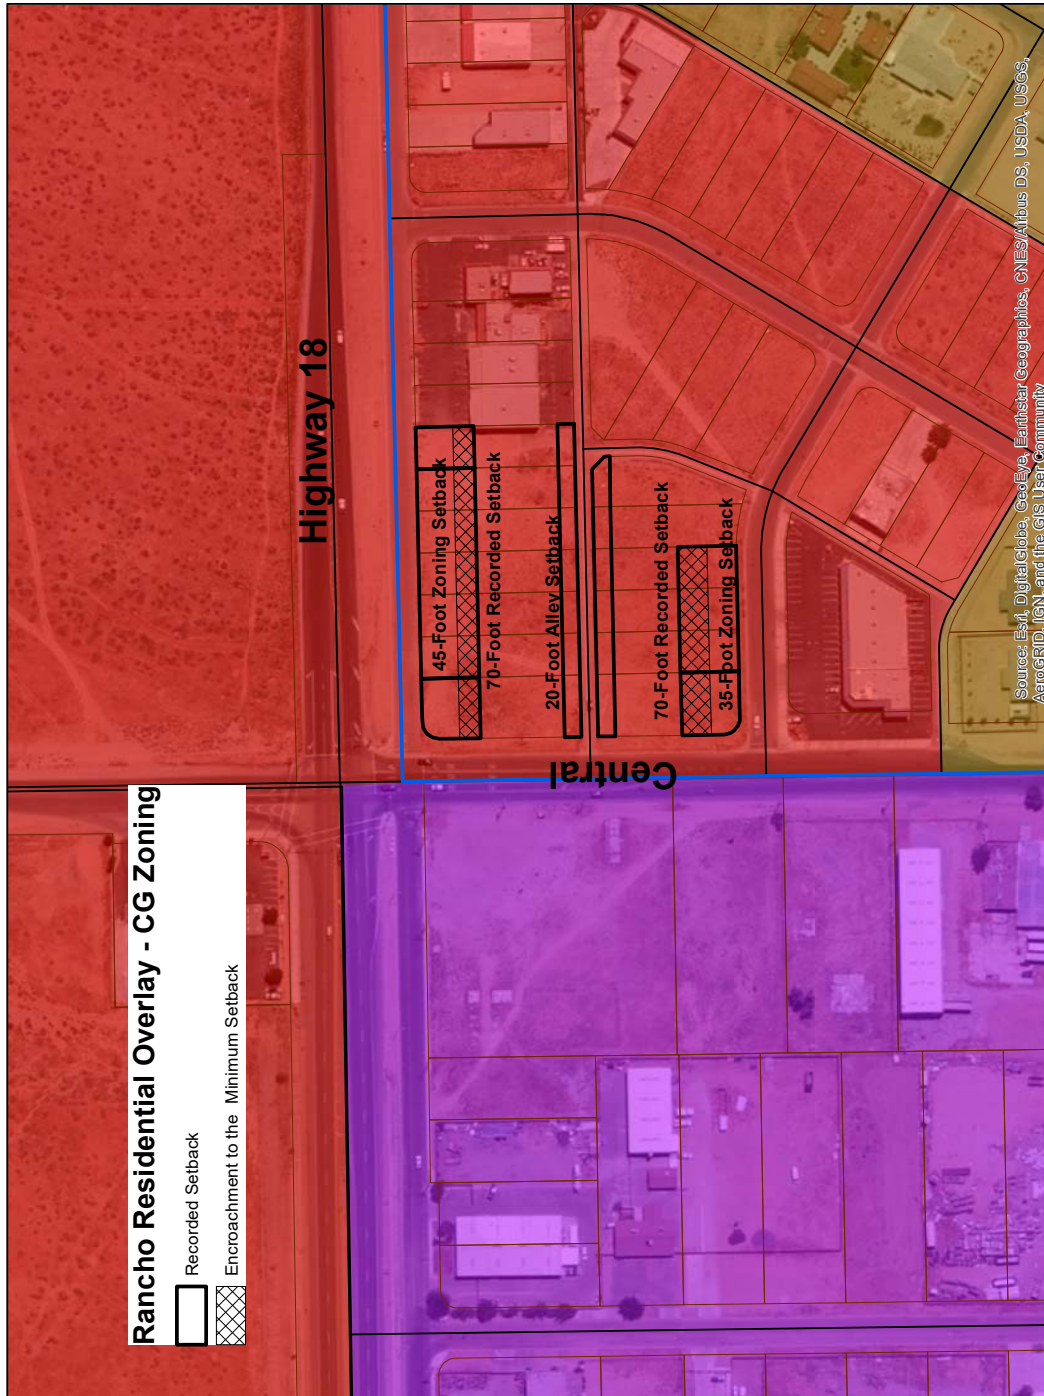 Rancho Residential Overlay - CG Zoning
Recorded Setback
Encroachment to the Minimum Setback
Highway 18
45-Foot Zoning Setback
70-Foot Recorded Setback
20-Foot Alley Setback
70-Foot Recorded Setback
35-Foot Zoning Setback
Central
Source: Esri, DigitalGlobe, GeoEye, Earthstar Geographics, CNES/Airbus DS, USDA, USGS,
AeroGRID, IGN, and the GIS User Community